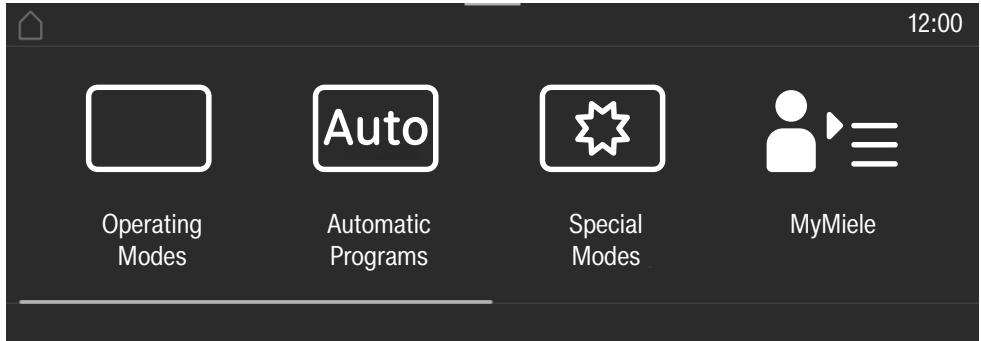 12:00
Auto
Operating
Modes
Automatic
Programs
Special
Modes
MyMiele